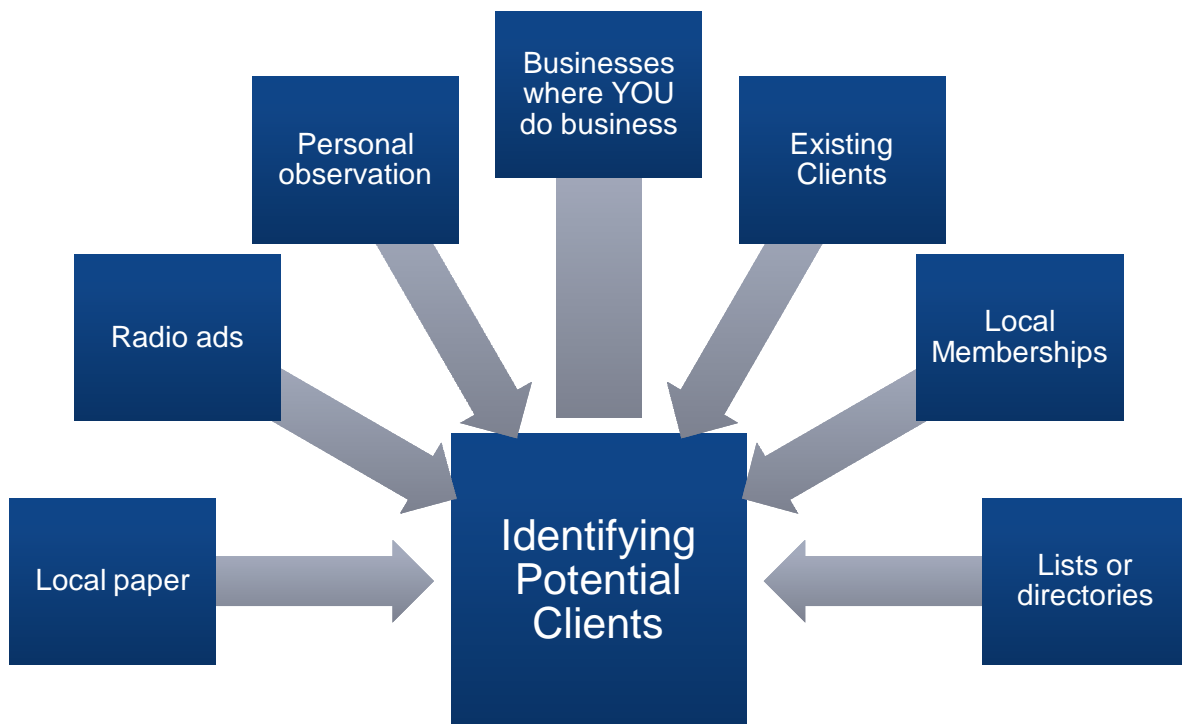 Businesses
where YOU
do business
Personal
observation
Existing
Clients
Radio ads
Local
Memberships
Local paper
Identifying
Potential
Clients
Lists or
directories